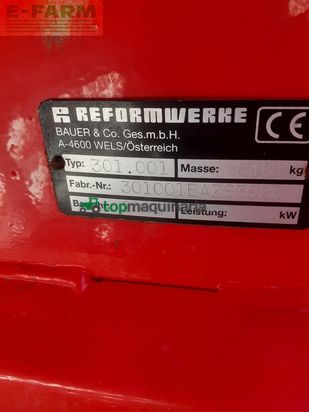 E-FARM
REFORMWERKE
BAUER & Co. Ges.m.b.H.
A-4600 WELS/Österreich
CE
Typ: 301.001 Masse: kg
Fabr.-Nr.: 301001BAZ
topmaquinaria
Leistung: kW